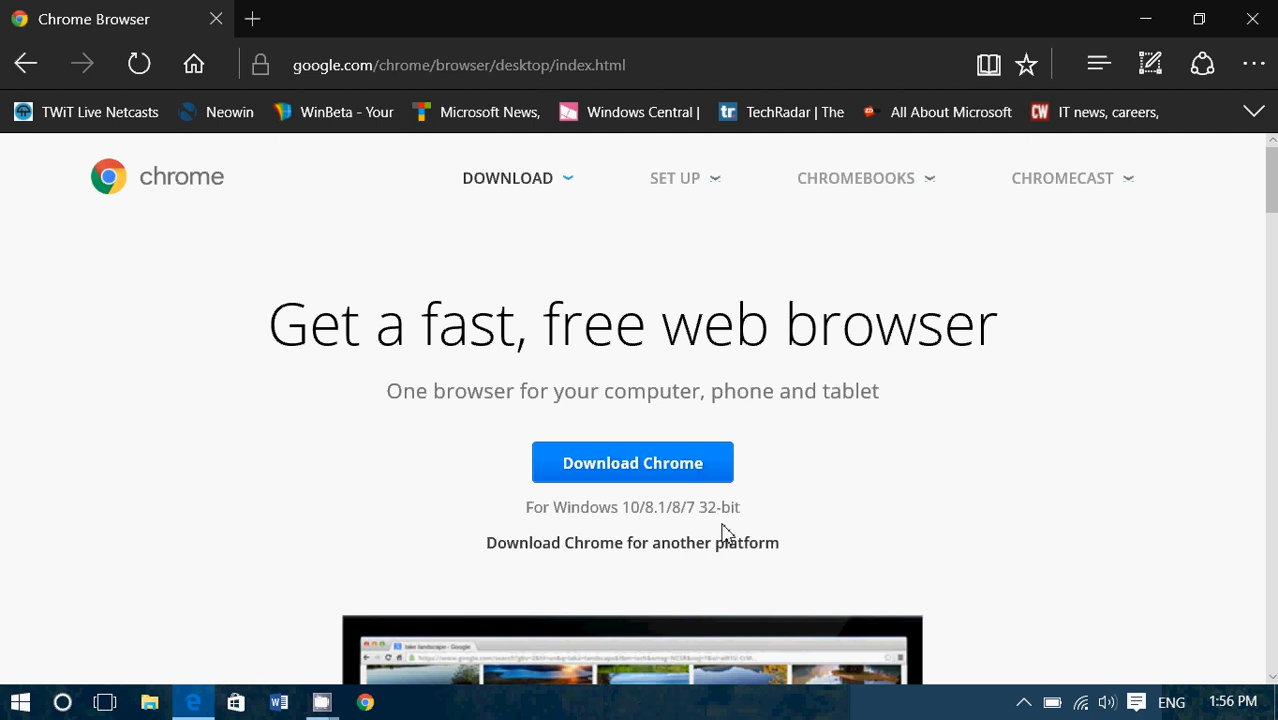 Chrome Browser
google.com/chrome/browser/desktop/index.html
TWiT Live Netcasts Neowin WinBeta - Your Microsoft News, Windows Central | TechRadar | The All About Microsoft IT news, careers,
chrome DOWNLOAD SET UP CHROMEBOOKS CHROMECAST
Get a fast, free web browser
One browser for your computer, phone and tablet
Download Chrome
For Windows 10/8.1/8/7 32-bit
Download Chrome for another platform
lake landscape - Google
ENG 1:56 PM